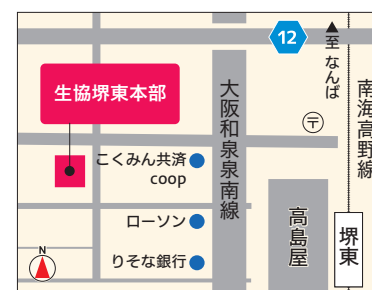 12
▲至 なんば
生協堺東本部
大阪和泉泉南線
南海高野線
〒
こくみん共済
coop
ローソン
高島屋
堺東
りそな銀行
N